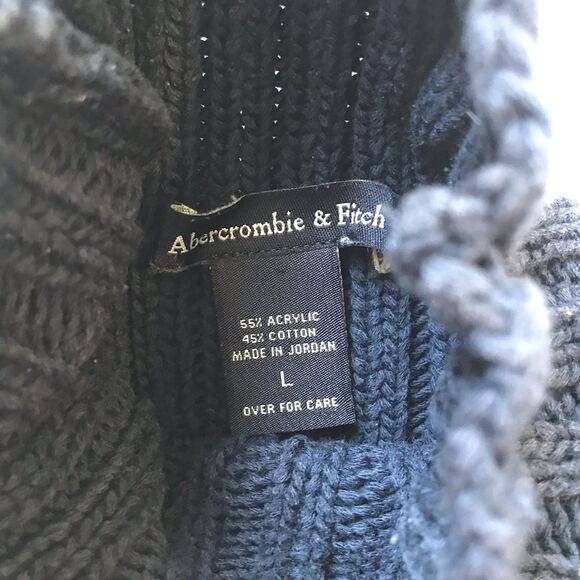 Abercrombie & Fitch
55% ACRYLIC
45% COTTON
MADE IN JORDAN
L
OVER FOR CARE